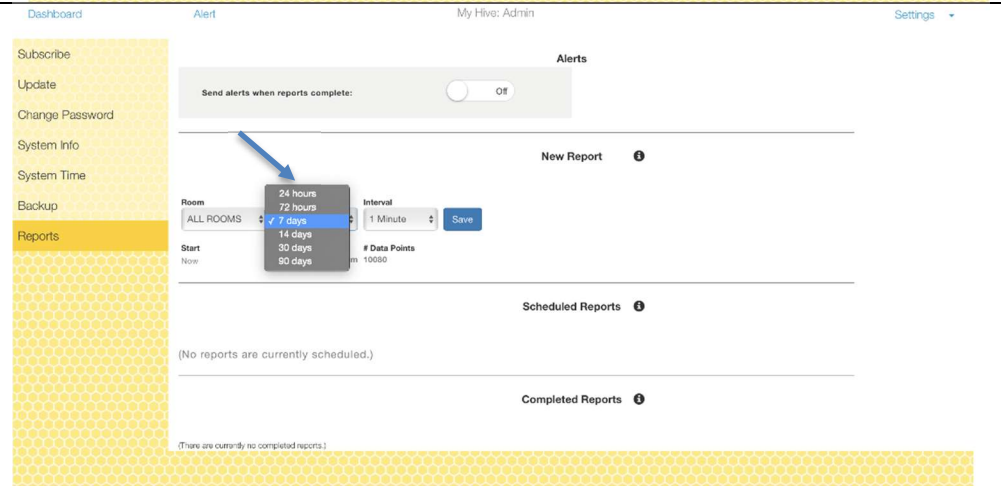 Dashboard Alert My Hive: Admin Settings
Subscribe
Update
Change Password
System Info
System Time
Backup
Reports
Alerts
Send alerts when reports complete: Off
New Report
Room Interval
ALL ROOMS 1 Minute Save
24 hours
72 hours
✓ 7 days
14 days
30 days
90 days
Start # Data Points
Now 10080
Scheduled Reports
(No reports are currently scheduled.)
Completed Reports
(There are currently no completed reports.)